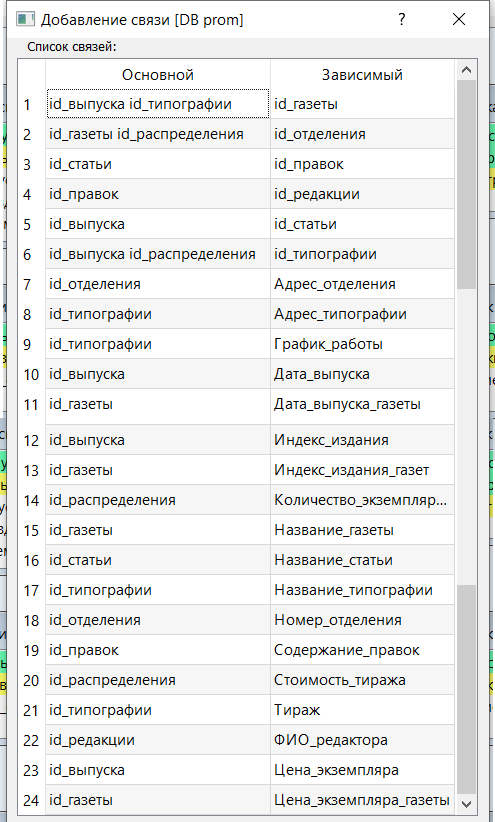 Добавление связи [DB prom] ?
Список связей:
Основной Зависимый
1 id_выпуска id_типографии id_газеты
2 id_газеты id_распределения id_отделения
3 id_статьи id_правок
4 id_правок id_редакции
5 id_выпуска id_статьи
6 id_выпуска id_распределения id_типографии
7 id_отделения Адрес_отделения
8 id_типографии Адрес_типографии
9 id_типографии График_работы
10 id_выпуска Дата_выпуска
11 id_газеты Дата_выпуска_газеты
12 id_выпуска Индекс_издания
13 id_газеты Индекс_издания_газет
14 id_распределения Количество_экземпляр...
15 id_газеты Название_газеты
16 id_статьи Название_статьи
17 id_типографии Название_типографии
18 id_отделения Номер_отделения
19 id_правок Содержание_правок
20 id_распределения Стоимость_тиража
21 id_типографии Тираж
22 id_редакции ФИО_редактора
23 id_выпуска Цена_экземпляра
24 id_газеты Цена_экземпляра_газеты